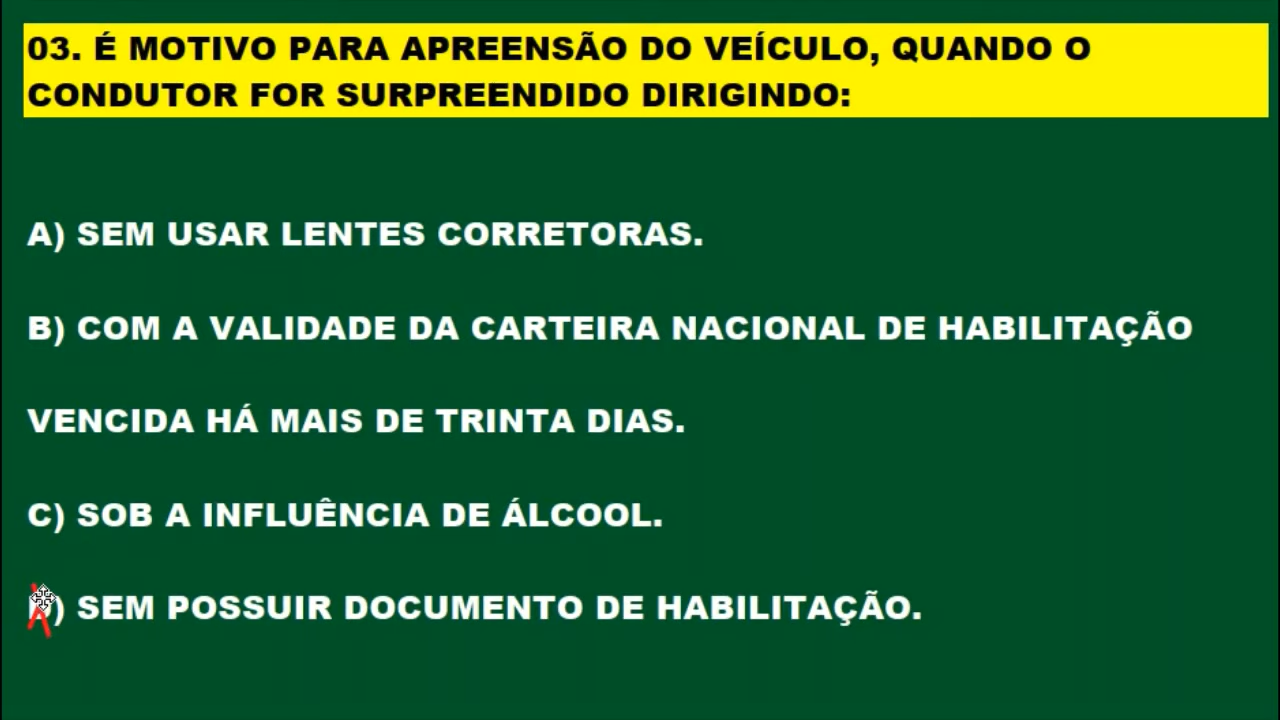 03. É MOTIVO PARA APREENSÃO DO VEÍCULO, QUANDO O
CONDUTOR FOR SURPREENDIDO DIRIGINDO:
A) SEM USAR LENTES CORRETORAS.
B) COM A VALIDADE DA CARTEIRA NACIONAL DE HABILITAÇÃO
VENCIDA HÁ MAIS DE TRINTA DIAS.
C) SOB A INFLUÊNCIA DE ÁLCOOL.
) SEM POSSUIR DOCUMENTO DE HABILITAÇÃO.